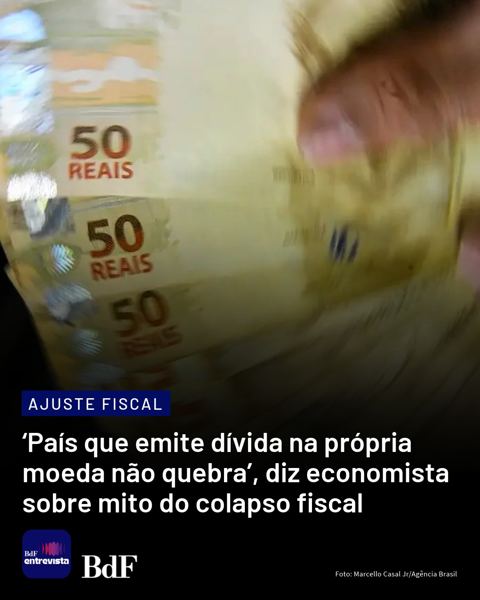 50
REAIS
50
REAIS
50
REAIS
AJUSTE FISCAL
‘País que emite dívida na própria
moeda não quebra’, diz economista
sobre mito do colapso fiscal
BdF
entrevista
BdF
Foto: Marcello Casal Jr/Agência Brasil